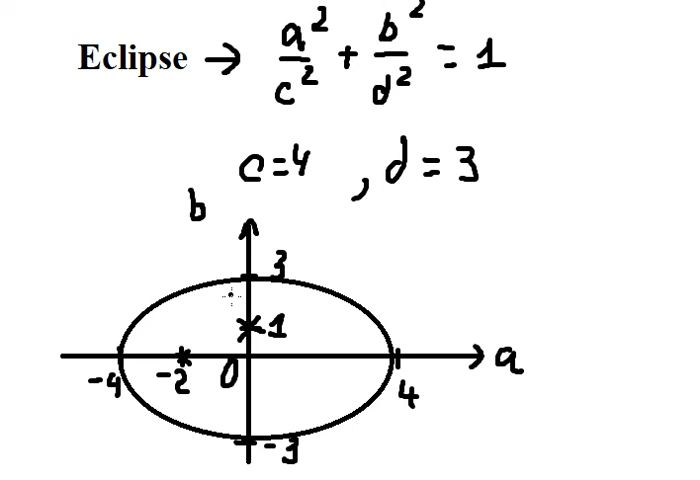 Eclipse → a²/c² + b²/d² = 1
c=4 , d=3
b
3
1
-4 -2 0 4 a
-3